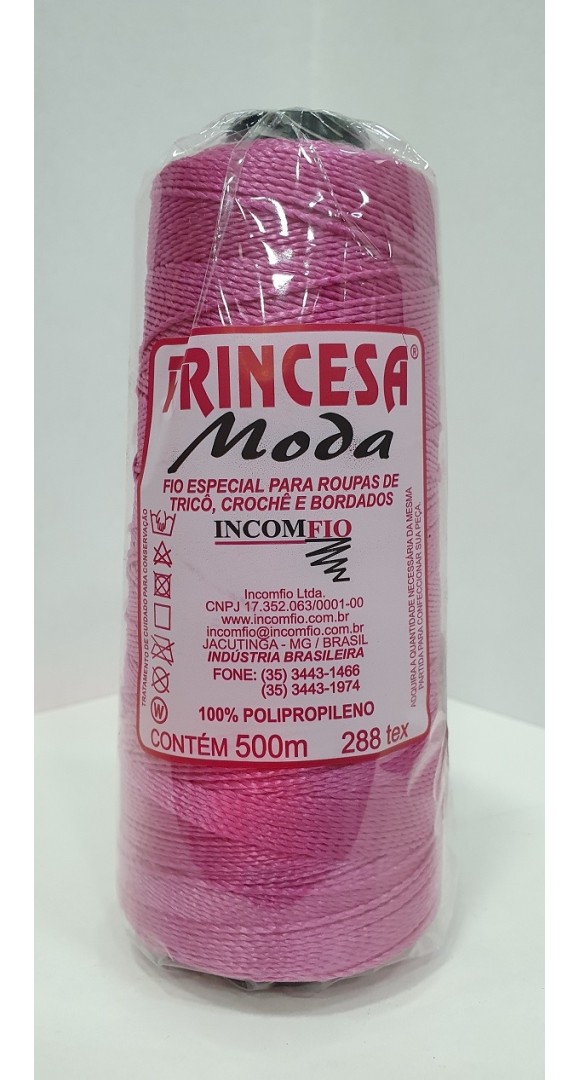 PRINCESA®
Moda
FIO ESPECIAL PARA ROUPAS DE
TRICÔ, CROCHÊ E BORDADOS
INCOMFIO
Incomfio Ltda.
CNPJ 17.352.063/0001-00
www.incomfio.com.br
incomfio@incomfio.com.br
JACUTINGA - MG / BRASIL
INDÚSTRIA BRASILEIRA
FONE: (35) 3443-1466
(35) 3443-1974
100% POLIPROPILENO
CONTÉM 500m 288 tex
TRATAMENTO DE CUIDADO PARA CONSERVAÇÃO
W
ADQUIRA A QUANTIDADE NECESSÁRIA DA MESMA
PARTIDA PARA CONFECCIONAR SUA PEÇA.